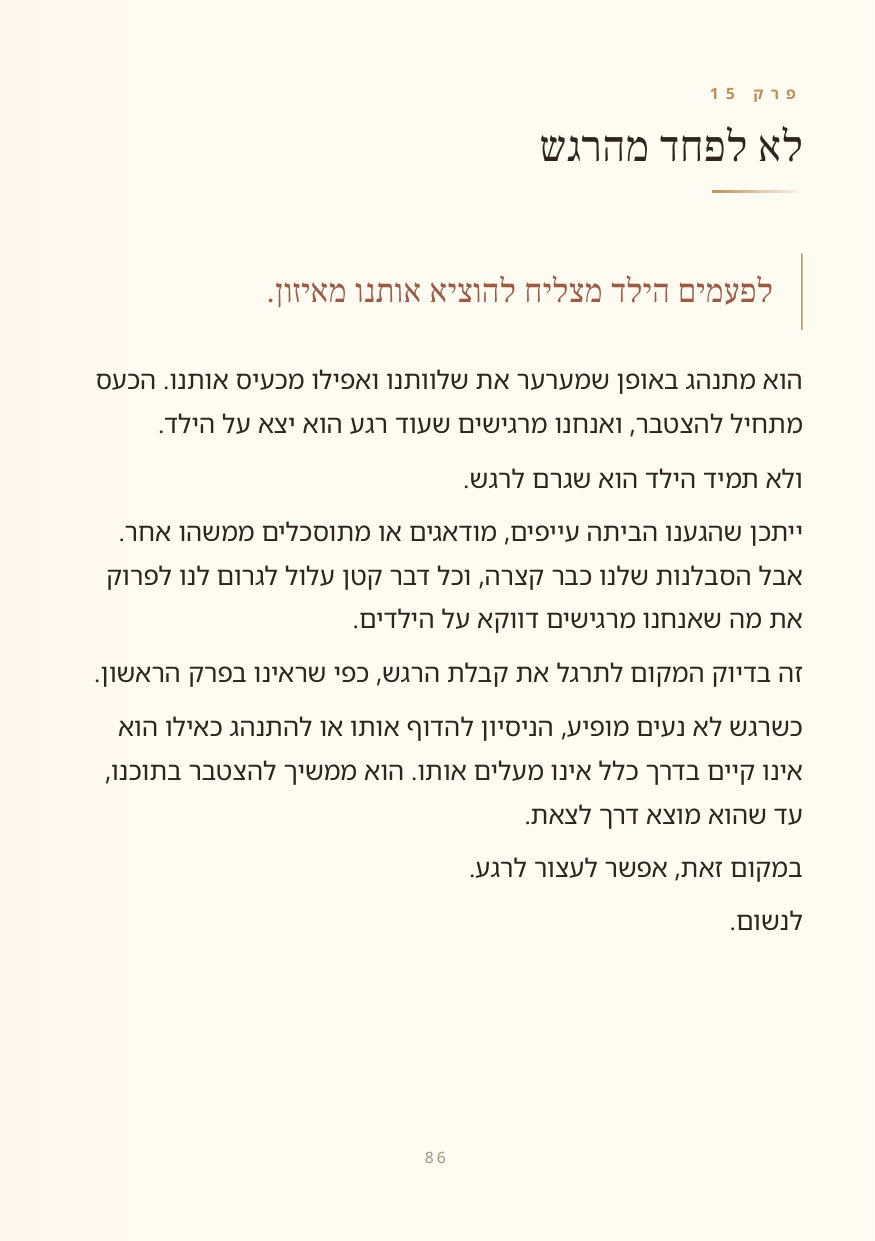 פרק 15
לא לפחד מהרגש
לפעמים הילד מצליח להוציא אותנו מאיזון.
הוא מתנהג באופן שמערער את שלוותנו ואפילו מכעיס אותנו. הכעס
מתחיל להצטבר, ואנחנו מרגישים שעוד רגע הוא יצא על הילד.
ולא תמיד הילד הוא שגרם לרגש.
ייתכן שהגענו הביתה עייפים, מודאגים או מתוסכלים ממשהו אחר.
אבל הסבלנות שלנו כבר קצרה, וכל דבר קטן עלול לגרום לנו לפרוק
את מה שאנחנו מרגישים דווקא על הילדים.
זה בדיוק המקום לתרגל את קבלת הרגש, כפי שראינו בפרק הראשון.
כשרגש לא נעים מופיע, הניסיון להדוף אותו או להתנהג כאילו הוא
אינו קיים בדרך כלל אינו מעלים אותו. הוא ממשיך להצטבר בתוכנו,
עד שהוא מוצא דרך לצאת.
במקום זאת, אפשר לעצור לרגע.
לנשום.
86